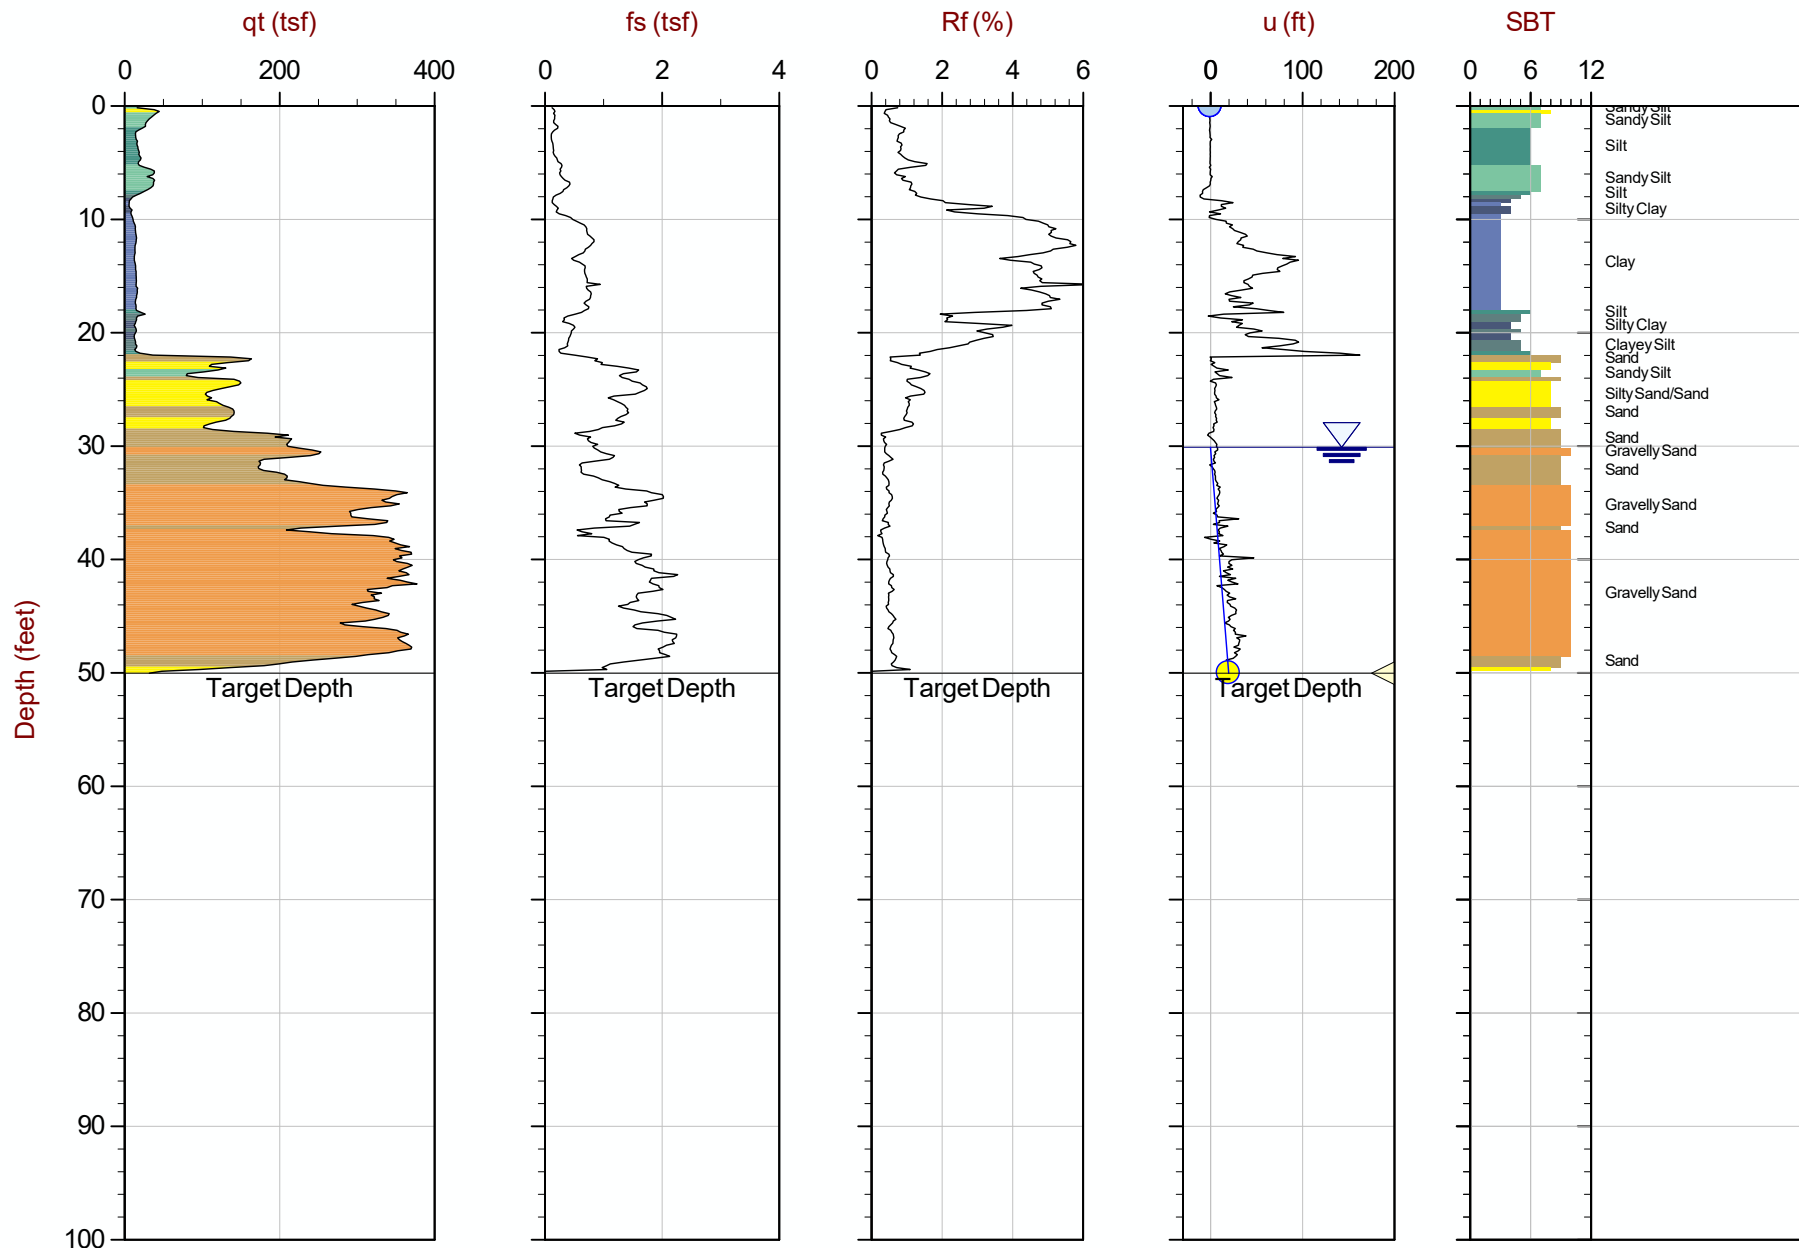 qt (tsf) fs (tsf) Rf (%) u (ft) SBT
0 200 400 0 2 4 0 2 4 6 0 100 200 0 6 12
0
10
20
30
40
50
60
70
80
90
100
Depth (feet)
Target Depth Target Depth Target Depth Target Depth
Sandy Silt
Sandy Silt
Silt
Sandy Silt
Silt
Silty Clay
Clay
Silt
Silty Clay
Clayey Silt
Sand
Sandy Silt
Silty Sand/Sand
Sand
Sand
Gravelly Sand
Sand
Gravelly Sand
Sand
Gravelly Sand
Sand